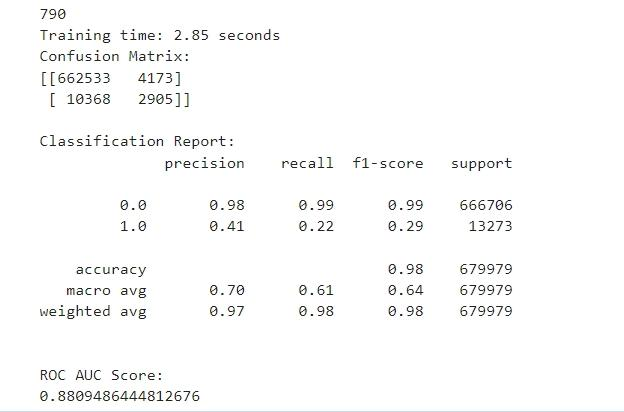 790
Training time: 2.85 seconds
Confusion Matrix:
[[662533   4173]
 [ 10368   2905]]
Classification Report:
precision    recall  f1-score   support
0.0       0.98      0.99      0.99    666706
1.0       0.41      0.22      0.29     13273
accuracy                           0.98    679979
macro avg       0.70      0.61      0.64    679979
weighted avg       0.97      0.98      0.98    679979
ROC AUC Score:
0.8809486444812676